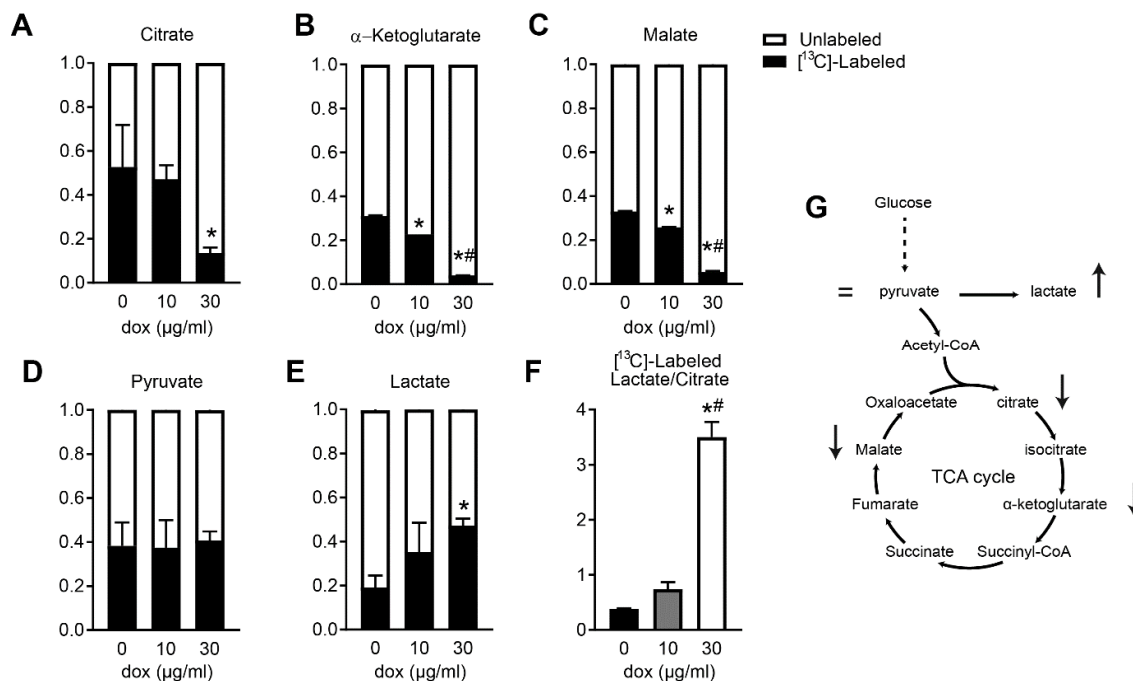 A
Citrate
1.0
0.8
0.6
0.4
0.2
0.0
*
0 10 30
dox (µg/ml)
B
α–Ketoglutarate
1.0
0.8
0.6
0.4
0.2
0.0
*
*#
0 10 30
dox (µg/ml)
C
Malate
1.0
0.8
0.6
0.4
0.2
0.0
*
*#
0 10 30
dox (µg/ml)
Unlabeled
[¹³C]-Labeled
D
Pyruvate
1.0
0.8
0.6
0.4
0.2
0.0
0 10 30
dox (µg/ml)
E
Lactate
1.0
0.8
0.6
0.4
0.2
0.0
*
0 10 30
dox (µg/ml)
F
[¹³C]-Labeled
Lactate/Citrate
4
3
2
1
0
*#
0 10 30
dox (µg/ml)
G
Glucose
= pyruvate lactate
Acetyl-CoA
Oxaloacetate citrate
Malate isocitrate
TCA cycle
Fumarate α-ketoglutarate
Succinate Succinyl-CoA